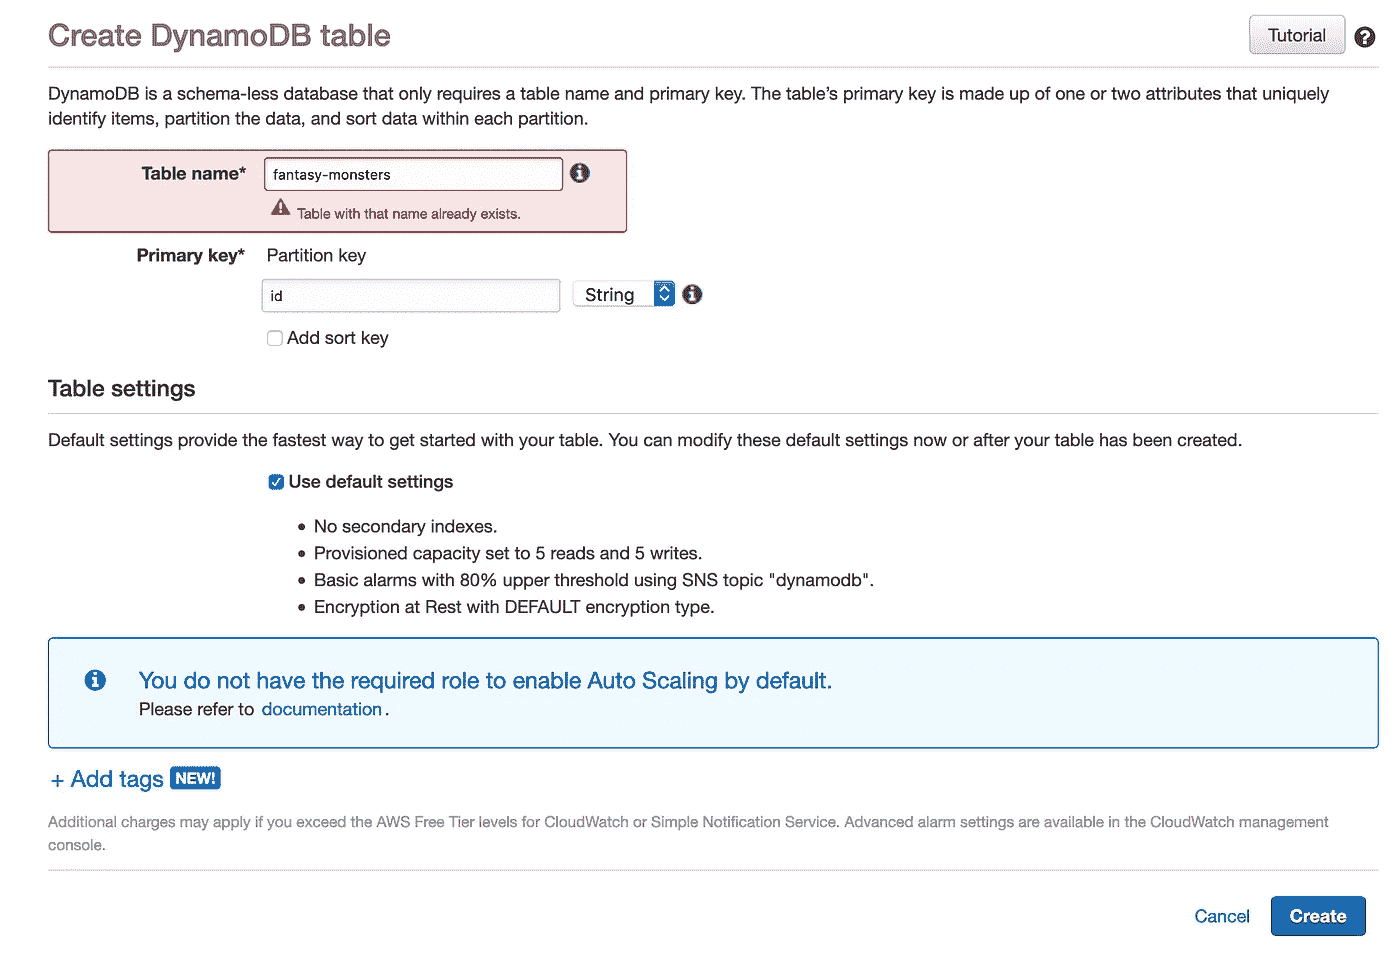 Create DynamoDB table
Tutorial
DynamoDB is a schema-less database that only requires a table name and primary key. The table's primary key is made up of one or two attributes that uniquely
identify items, partition the data, and sort data within each partition.
Table name*
fantasy-monsters
Table with that name already exists.
Primary key*
Partition key
id
String
Add sort key
Table settings
Default settings provide the fastest way to get started with your table. You can modify these default settings now or after your table has been created.
Use default settings
• No secondary indexes.
• Provisioned capacity set to 5 reads and 5 writes.
• Basic alarms with 80% upper threshold using SNS topic "dynamodb".
• Encryption at Rest with DEFAULT encryption type.
You do not have the required role to enable Auto Scaling by default.
Please refer to documentation.
+ Add tags NEW!
Additional charges may apply if you exceed the AWS Free Tier levels for CloudWatch or Simple Notification Service. Advanced alarm settings are available in the CloudWatch management
console.
Cancel
Create